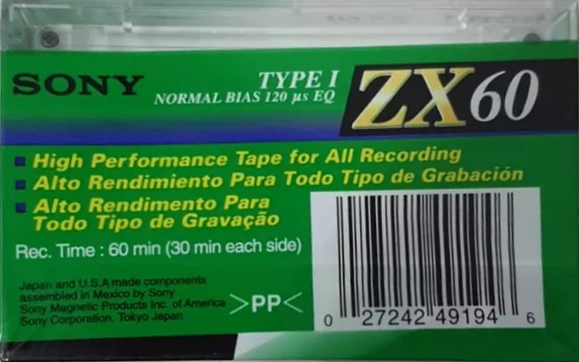 SONY
TYPE I
NORMAL BIAS 120 µs EQ
ZX60
High Performance Tape for All Recording
Alto Rendimiento Para Todo Tipo de Grabación
Alto Rendimento Para
Todo Tipo de Gravação
Rec. Time : 60 min (30 min each side)
Japan and U.S.A made components
assembled in Mexico by Sony
Sony Magnetic Products Inc. of America
Sony Corporation, Tokyo Japan
>PP<
0 27242 49194 6